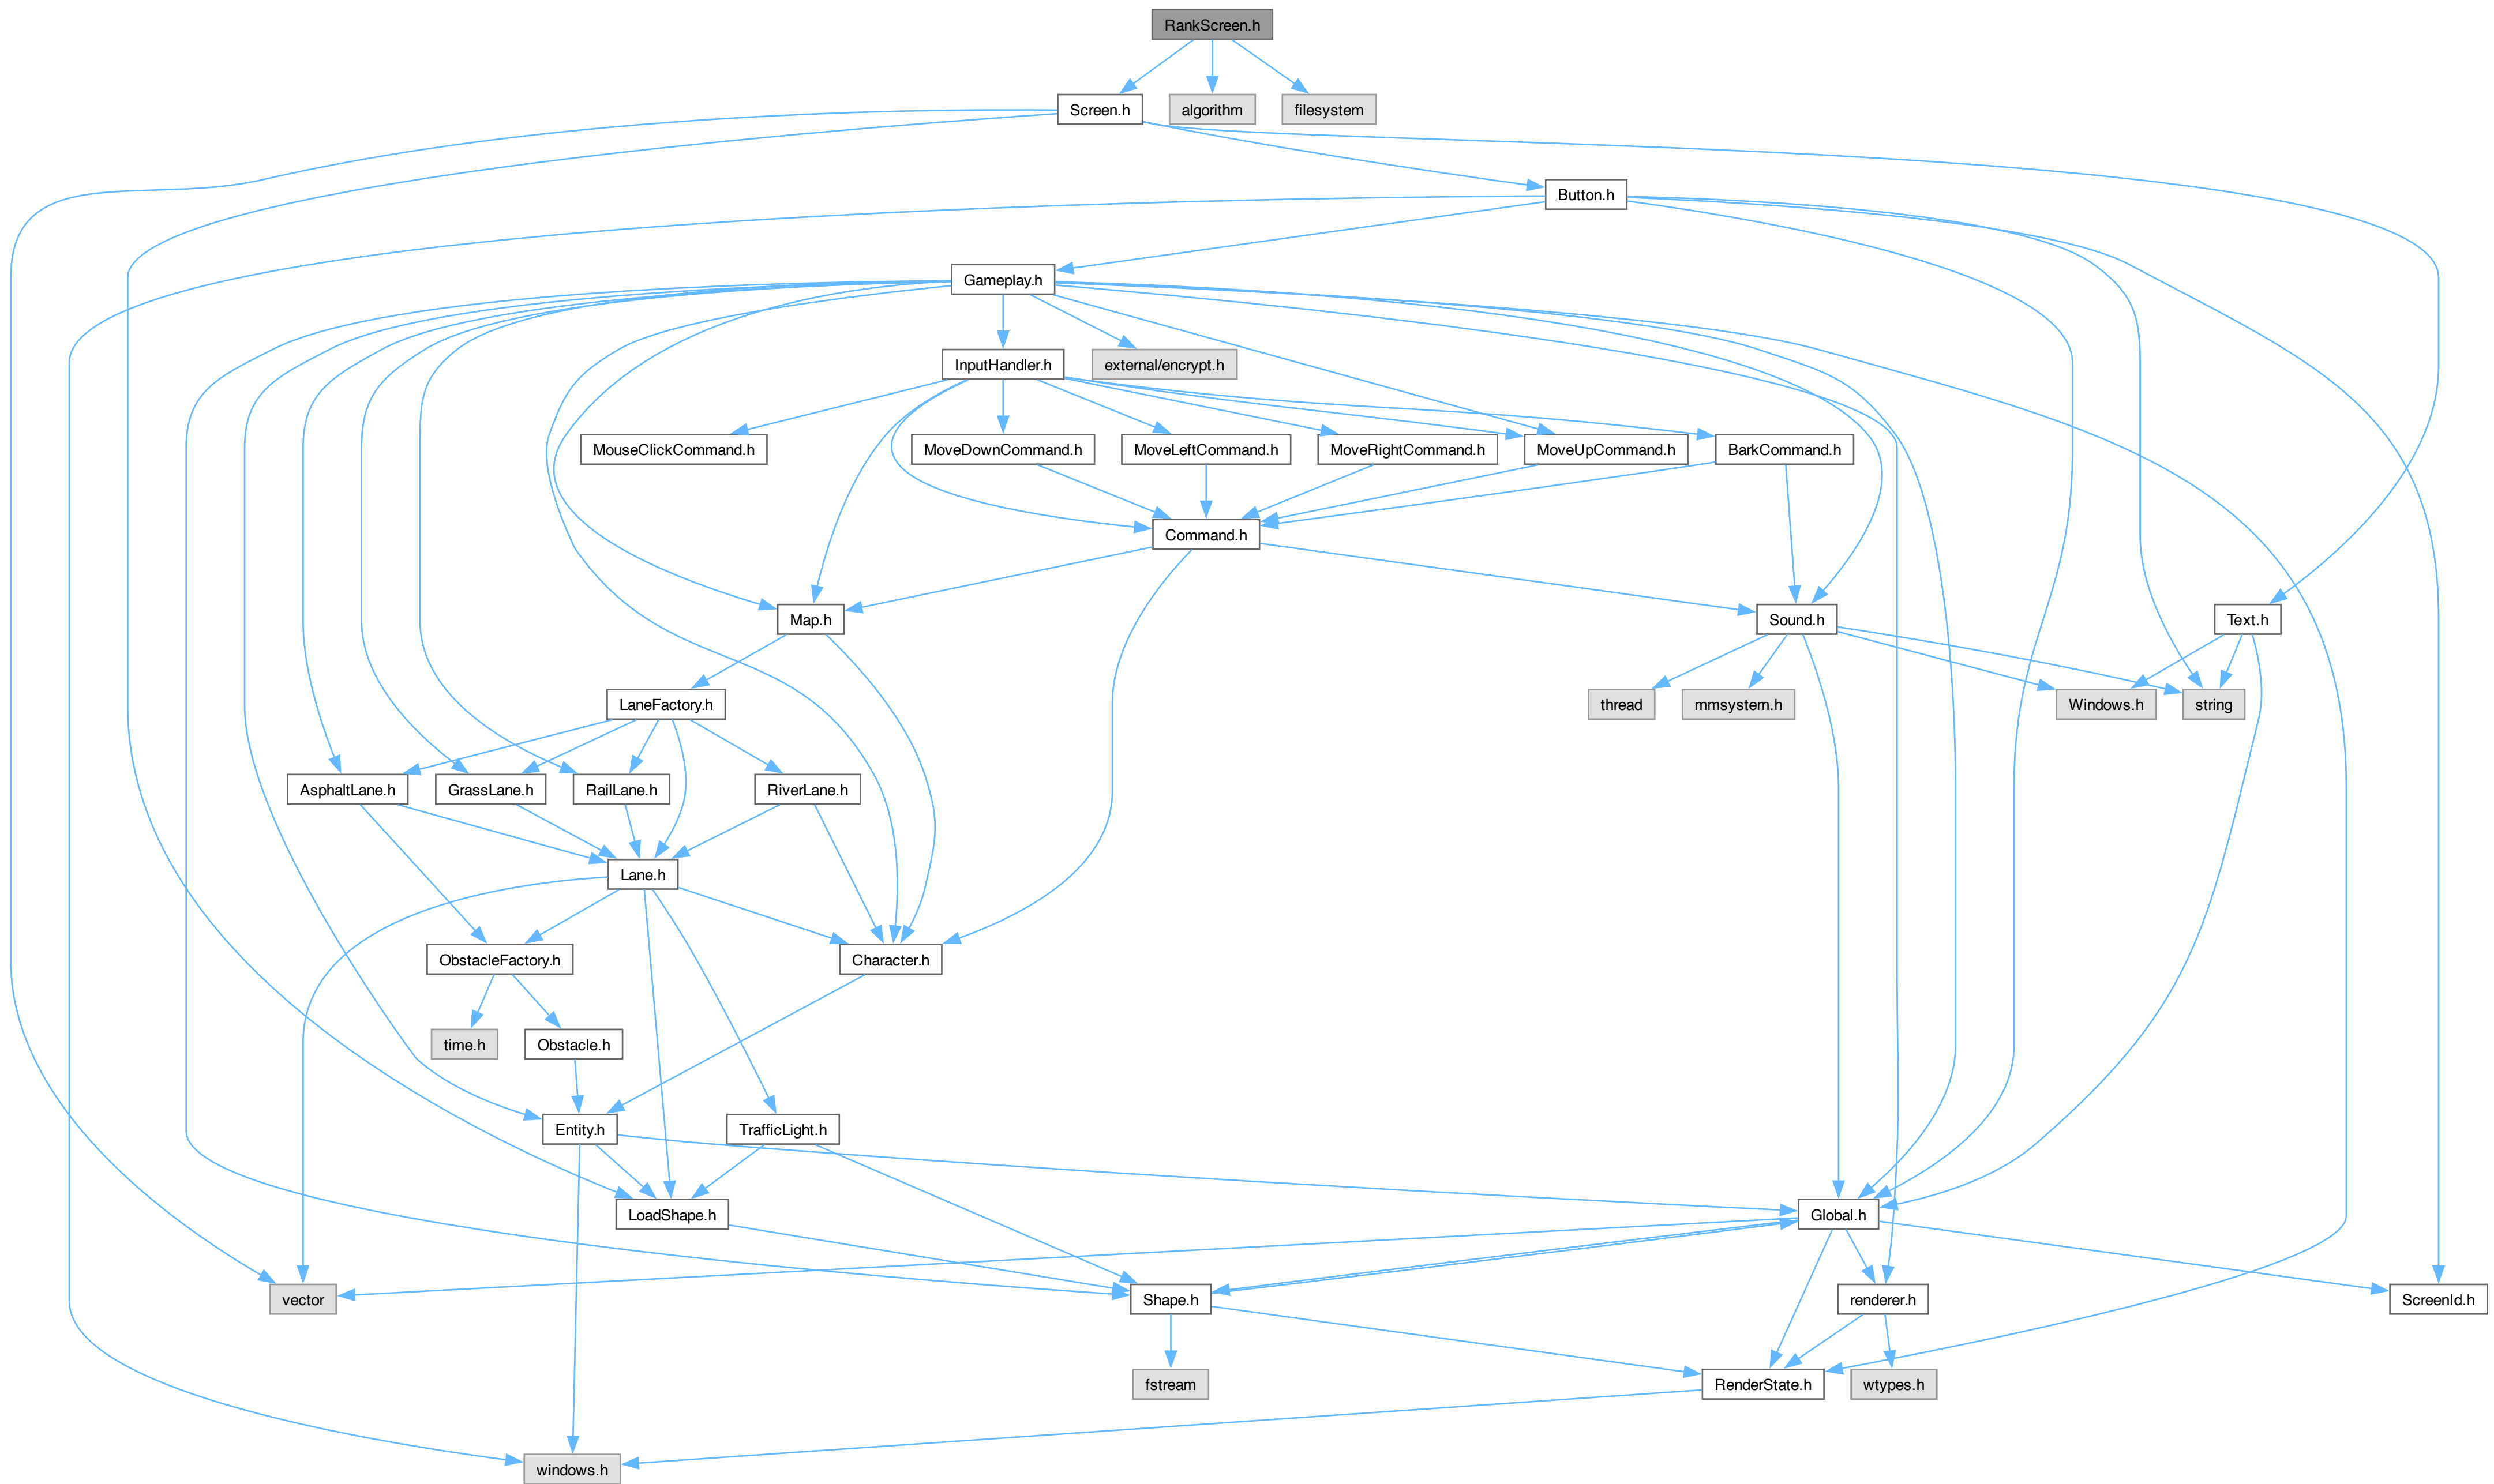 RankScreen.h
Screen.h
algorithm
filesystem
Button.h
Gameplay.h
InputHandler.h
external/encrypt.h
MouseClickCommand.h
MoveDownCommand.h
MoveLeftCommand.h
MoveRightCommand.h
MoveUpCommand.h
BarkCommand.h
Command.h
Map.h
Sound.h
Text.h
LaneFactory.h
thread
mmsystem.h
Windows.h
string
AsphaltLane.h
GrassLane.h
RailLane.h
RiverLane.h
Lane.h
ObstacleFactory.h
Character.h
time.h
Obstacle.h
Entity.h
TrafficLight.h
LoadShape.h
Global.h
vector
Shape.h
renderer.h
ScreenId.h
fstream
RenderState.h
wtypes.h
windows.h